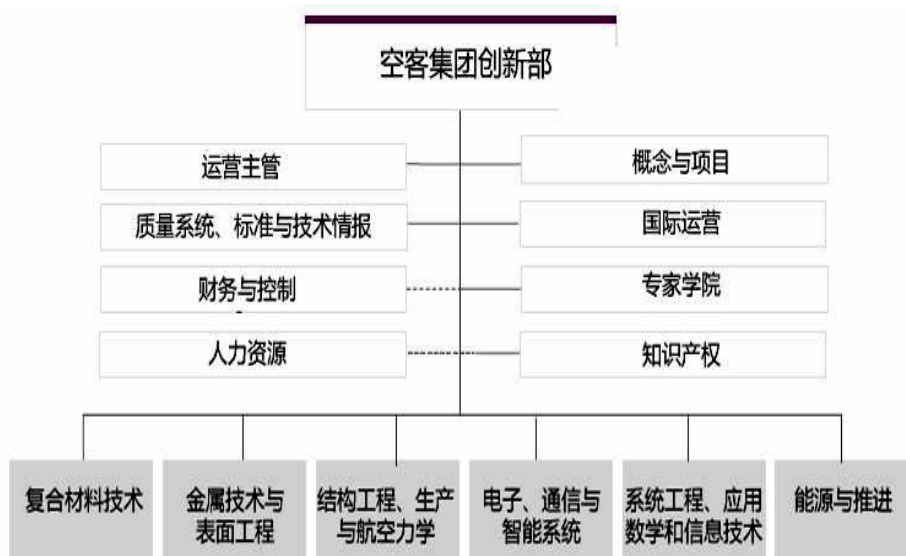 空客集团创新部
运营主管
概念与项目
质量系统、标准与技术情报
国际运营
财务与控制
专家学院
人力资源
知识产权
复合材料技术
金属技术与
表面工程
结构工程、生产
与航空力学
电子、通信与
智能系统
系统工程、应用
数学和信息技术
能源与推进